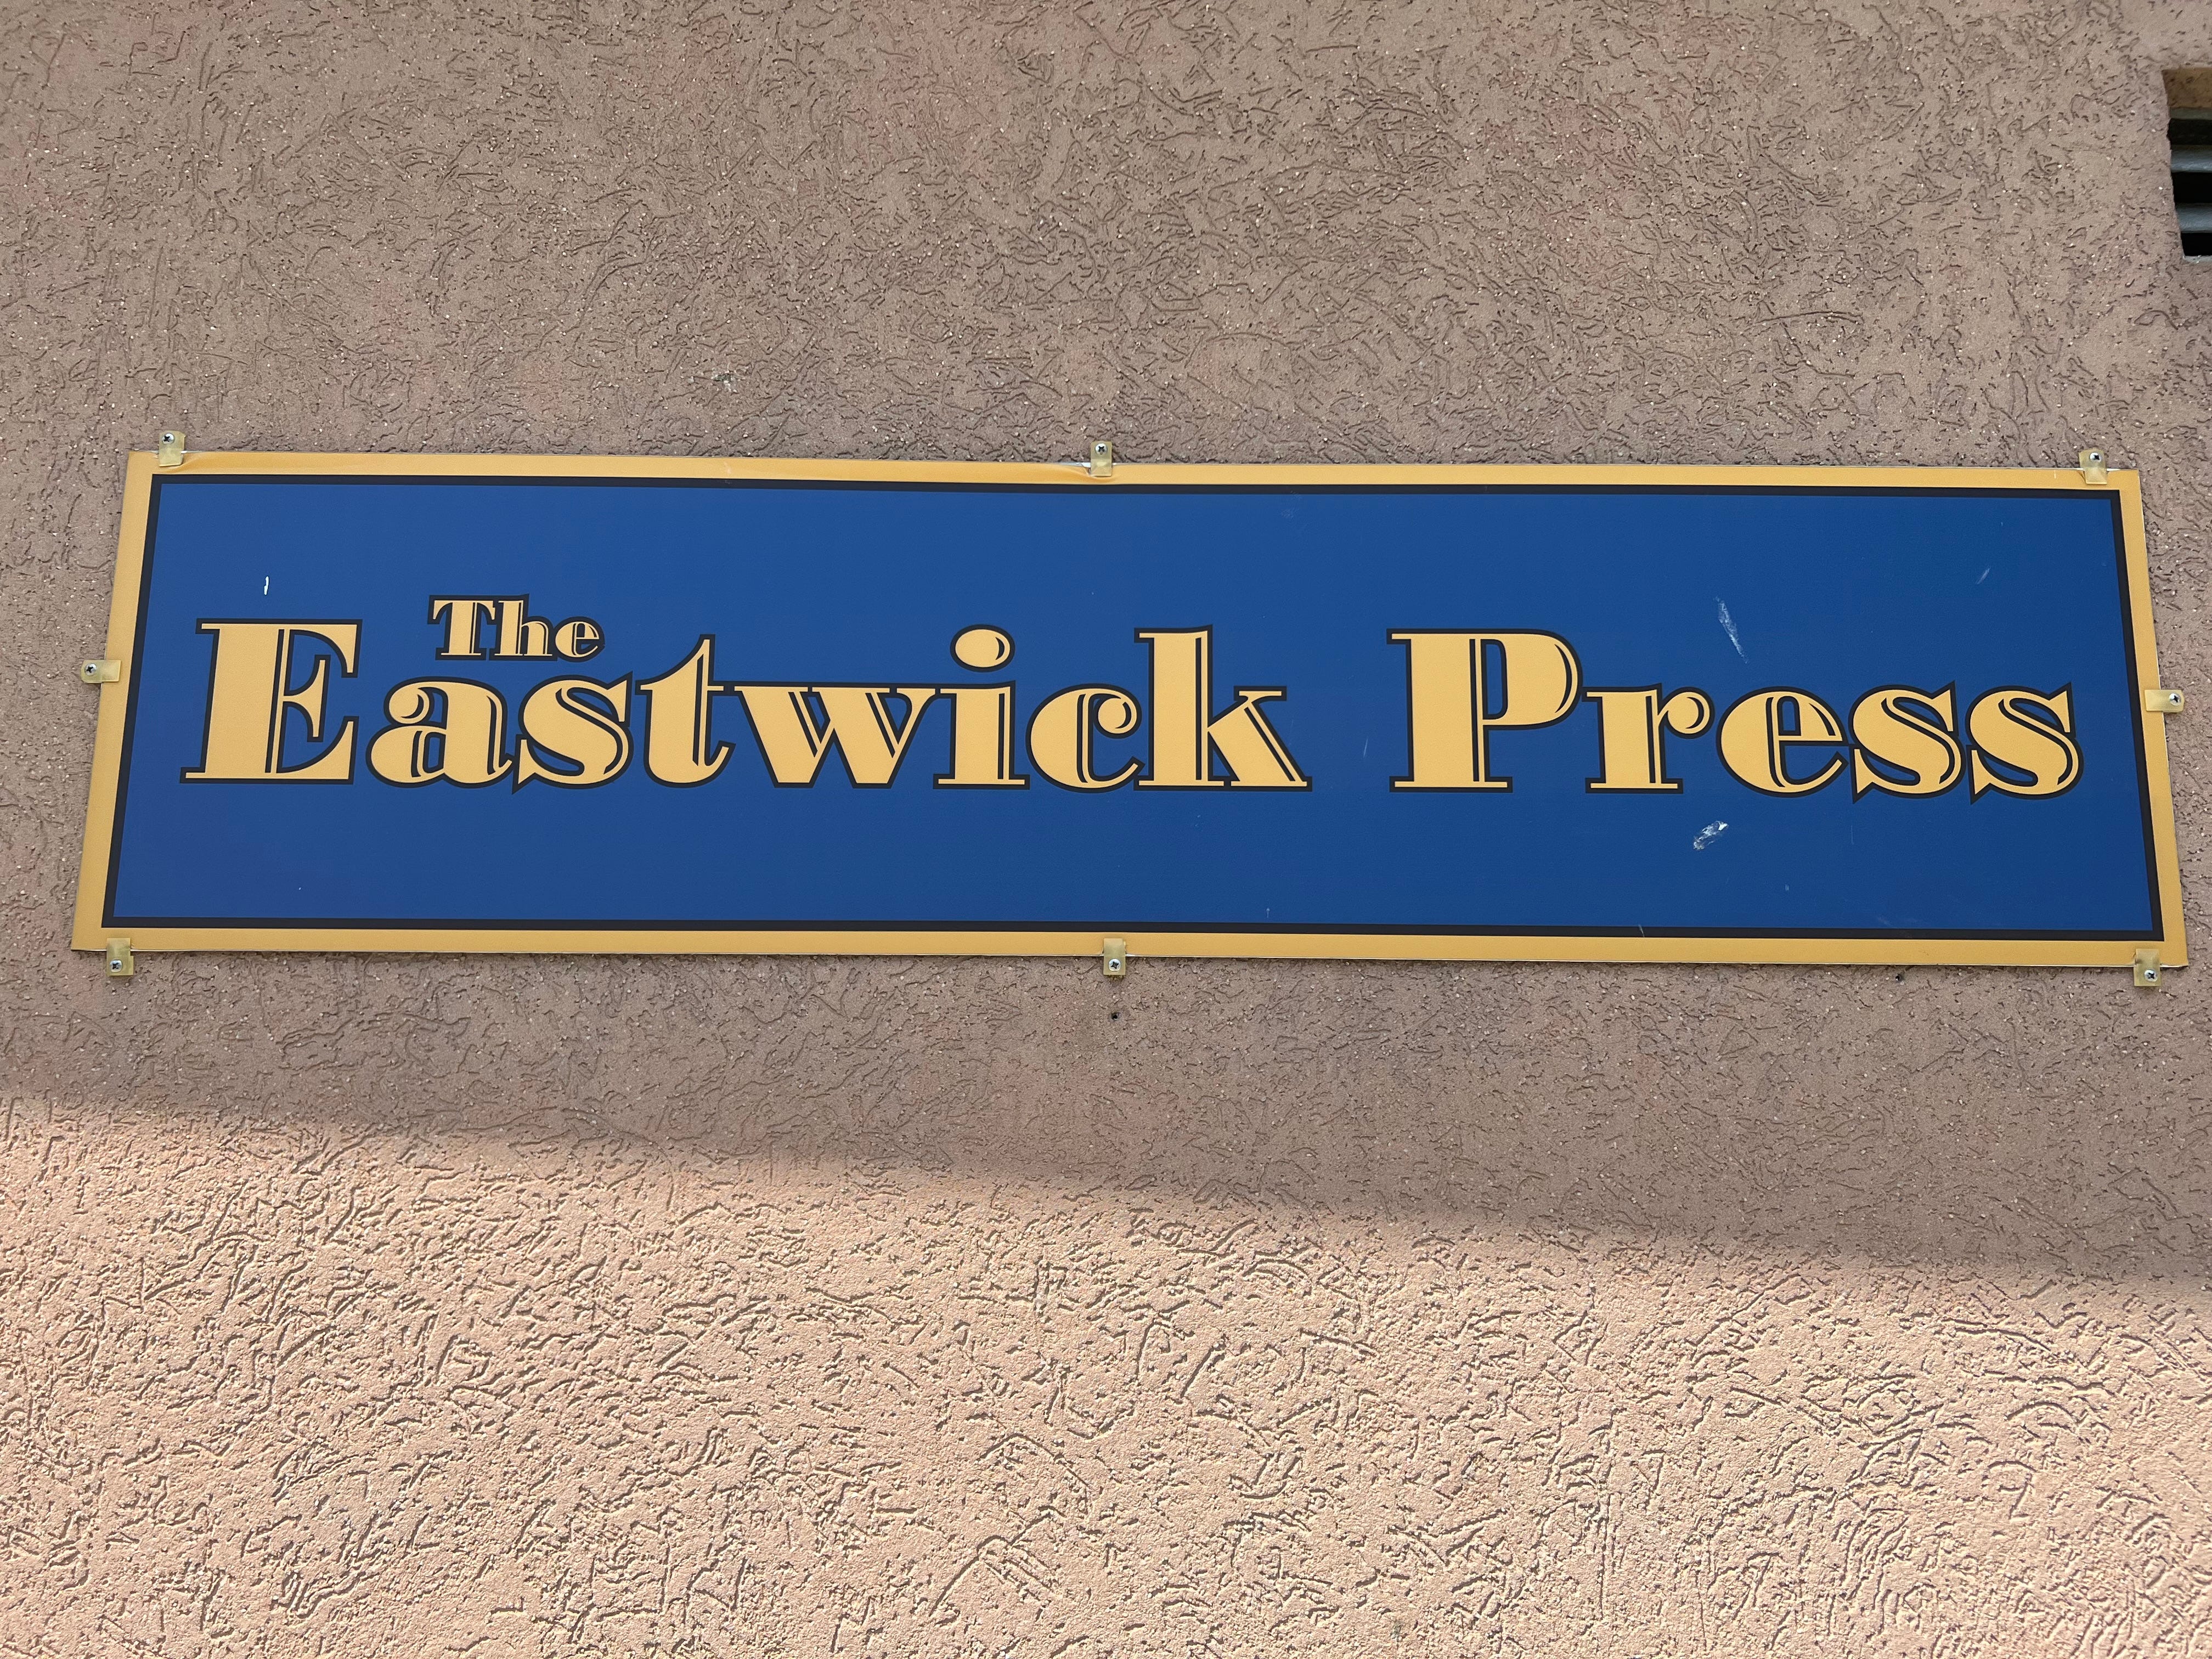 The
Eastwick Press